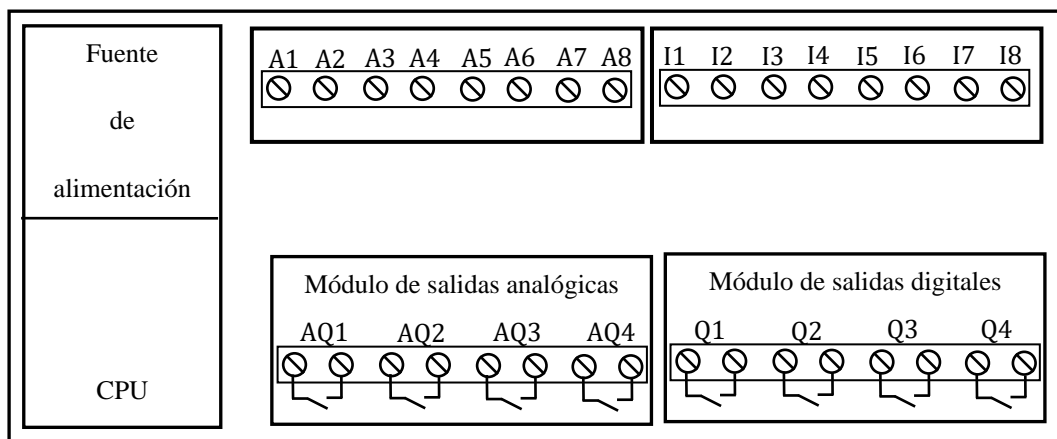 Fuente
de
alimentación
CPU
A1 A2 A3 A4 A5 A6 A7 A8
I1 I2 I3 I4 I5 I6 I7 I8
Módulo de salidas analógicas
AQ1 AQ2 AQ3 AQ4
Módulo de salidas digitales
Q1 Q2 Q3 Q4